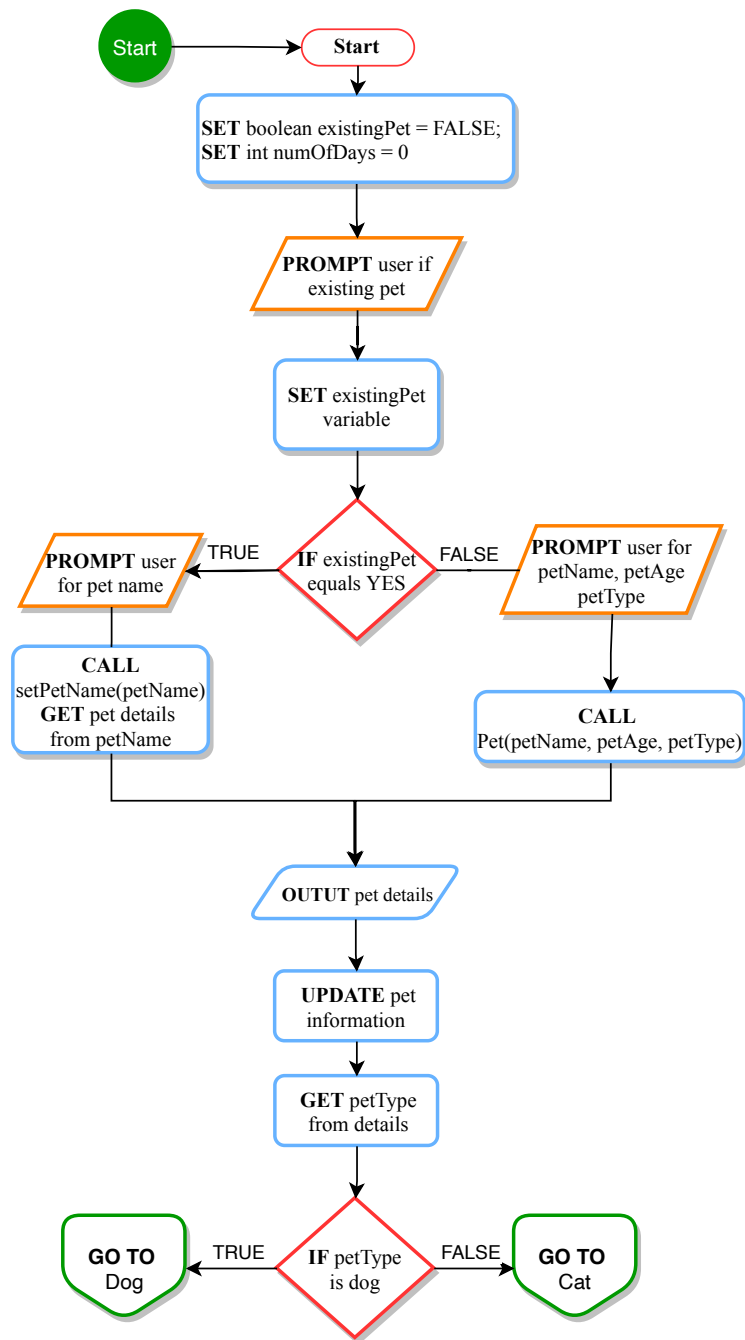 Start
Start
SET boolean existingPet = FALSE;
SET int numOfDays = 0
PROMPT user if
existing pet
SET existingPet
variable
IF existingPet
equals YES
TRUE
FALSE
PROMPT user
for pet name
PROMPT user for
petName, petAge
petType
CALL
setPetName(petName)
GET pet details
from petName
CALL
Pet(petName, petAge, petType)
OUTUT pet details
UPDATE pet
information
GET petType
from details
IF petType
is dog
TRUE
FALSE
GO TO
Dog
GO TO
Cat